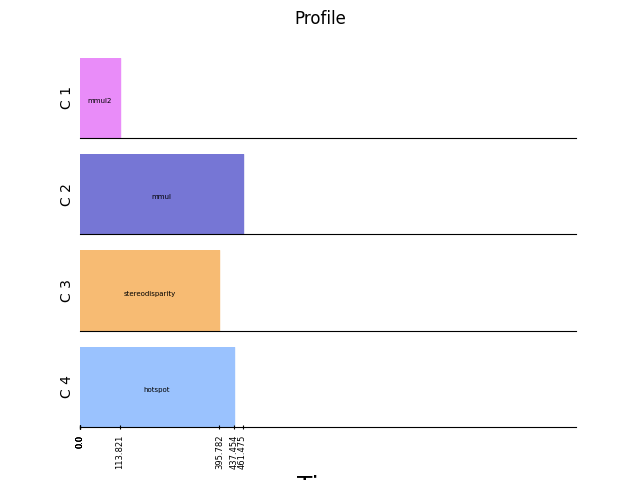 Profile
C 1
mmul2
C 2
mmul
C 3
stereodisparity
C 4
hotspot
0.0
113.821
395.782
437.454
461.475